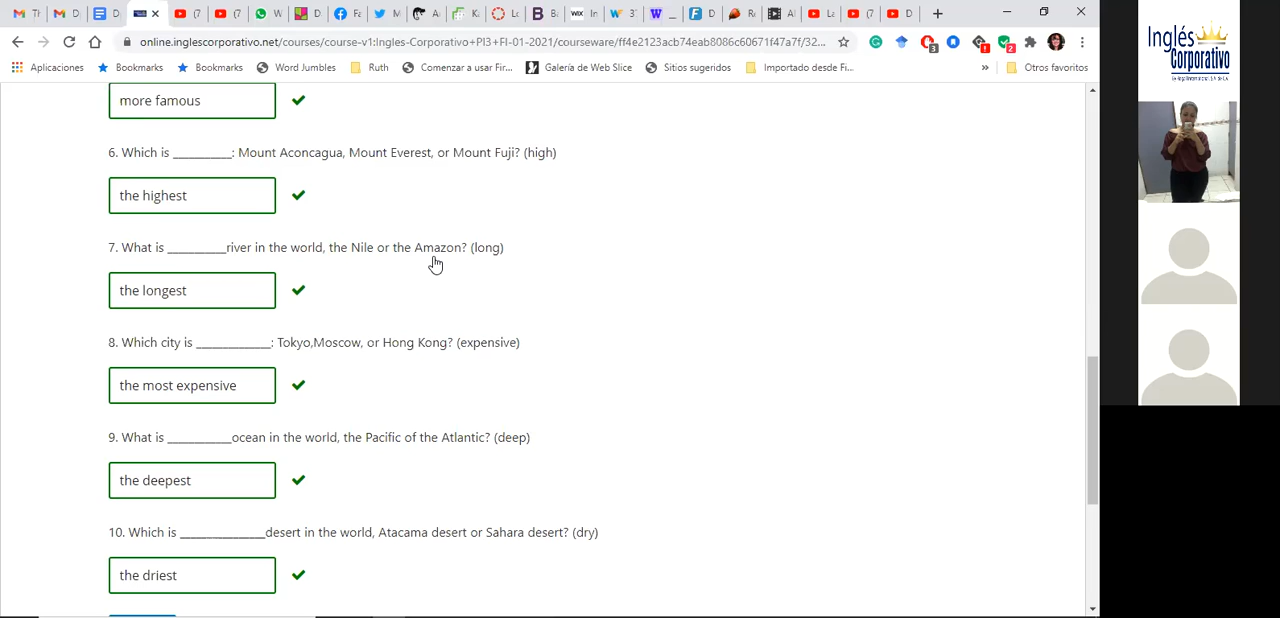 online.inglescorporativo.net/courses/course-v1:Ingles-Corporativo+PI3+FI-01-2021/courseware/ff4e2123acb74eab8086c60671f47a7f/32...
Aplicaciones Bookmarks Bookmarks Word Jumbles Ruth Comenzar a usar Fir... Galería de Web Slice Sitios sugeridos Importado desde Fi... » Otros favoritos
more famous
6. Which is __________: Mount Aconcagua, Mount Everest, or Mount Fuji? (high)
the highest
7. What is __________river in the world, the Nile or the Amazon? (long)
the longest
8. Which city is _____________: Tokyo,Moscow, or Hong Kong? (expensive)
the most expensive
9. What is ___________ocean in the world, the Pacific of the Atlantic? (deep)
the deepest
10. Which is ______________desert in the world, Atacama desert or Sahara desert? (dry)
the driest
Inglés
Corporativo